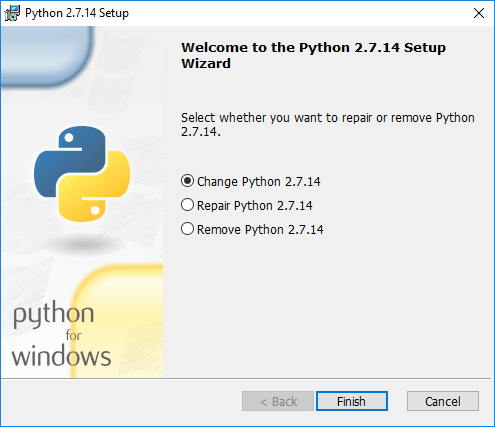 Python 2.7.14 Setup
Welcome to the Python 2.7.14 Setup
Wizard
Select whether you want to repair or remove Python
2.7.14.
Change Python 2.7.14
Repair Python 2.7.14
Remove Python 2.7.14
python
for
windows
< Back
Finish
Cancel